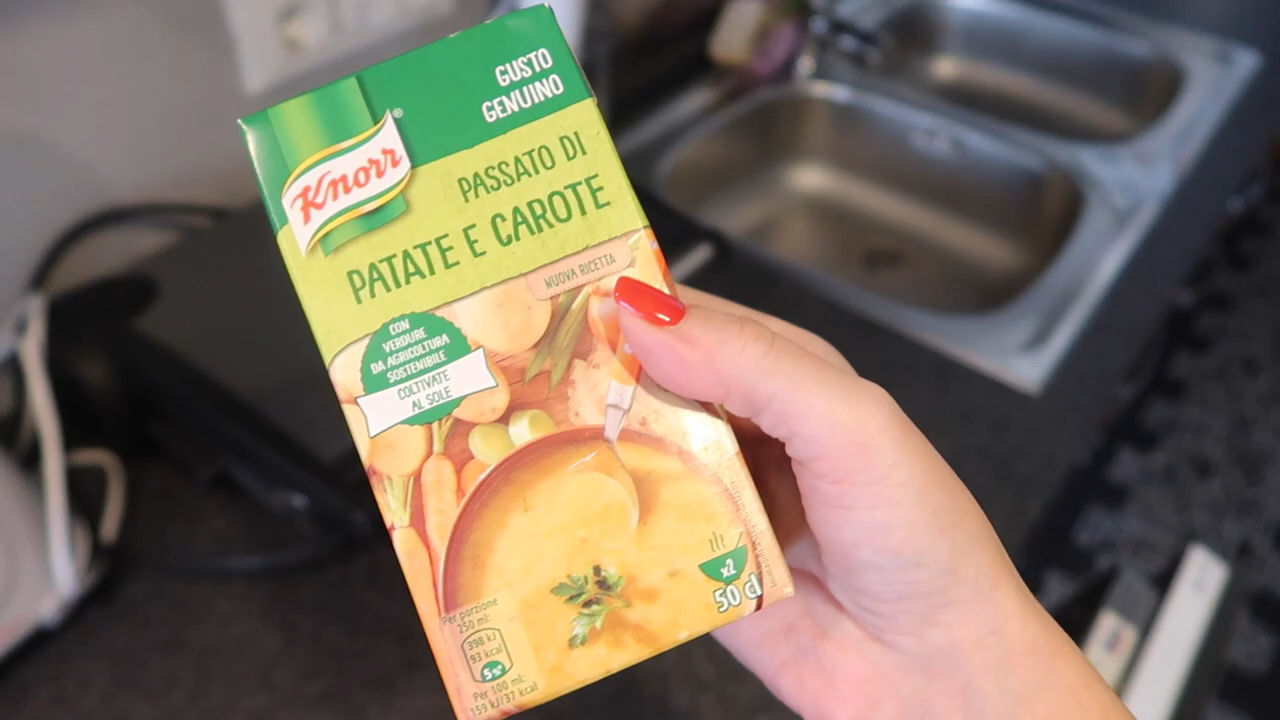 GUSTO
GENUINO
Knorr®
PASSATO DI
PATATE E CAROTE
NUOVA RICETTA
CON
VERDURE
DA AGRICOLTURA
SOSTENIBILE
COLTIVATE
AL SOLE
x2
50 cl
Per porzione
250 ml:
398 kJ
93 kcal
5%*
Per 100 ml:
159 kJ/37 kcal